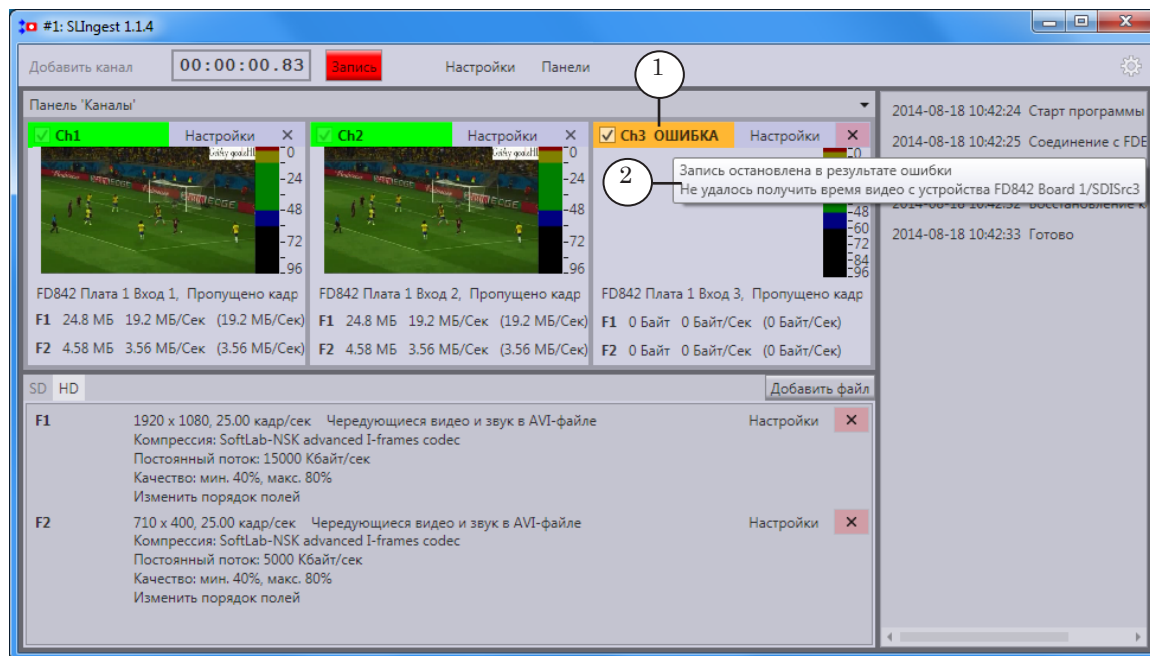 #1: SLIngest 1.1.4
Добавить канал 00:00:00.83 Запись Настройки Панели
1
Панель 'Каналы'
Ch1 Настройки
0
-24
-48
-72
-96
FD842 Плата 1 Вход 1, Пропущено кадр
F1 24.8 МБ 19.2 МБ/Сек (19.2 МБ/Сек)
F2 4.58 МБ 3.56 МБ/Сек (3.56 МБ/Сек)
Ch2 Настройки
0
-24
-48
-72
-96
FD842 Плата 1 Вход 2, Пропущено кадр
F1 24.8 МБ 19.2 МБ/Сек (19.2 МБ/Сек)
F2 4.58 МБ 3.56 МБ/Сек (3.56 МБ/Сек)
Ch3 ОШИБКА Настройки
0
2
Запись остановлена в результате ошибки
Не удалось получить время видео с устройства FD842 Board 1/SDISrc3
-48
-60
-72
-84
-96
FD842 Плата 1 Вход 3, Пропущено кадр
F1 0 Байт 0 Байт/Сек (0 Байт/Сек)
F2 0 Байт 0 Байт/Сек (0 Байт/Сек)
2014-08-18 10:42:24 Старт программы
2014-08-18 10:42:25 Соединение с FDE
2014-08-18 10:42:32 Восстановление к
2014-08-18 10:42:33 Готово
SD HD Добавить файл
F1 1920 x 1080, 25.00 кадр/сек Чередующиеся видео и звук в AVI-файле Настройки
Компрессия: SoftLab-NSK advanced I-frames codec
Постоянный поток: 15000 Кбайт/сек
Качество: мин. 40%, макс. 80%
Изменить порядок полей
F2 710 x 400, 25.00 кадр/сек Чередующиеся видео и звук в AVI-файле Настройки
Компрессия: SoftLab-NSK advanced I-frames codec
Постоянный поток: 5000 Кбайт/сек
Качество: мин. 40%, макс. 80%
Изменить порядок полей